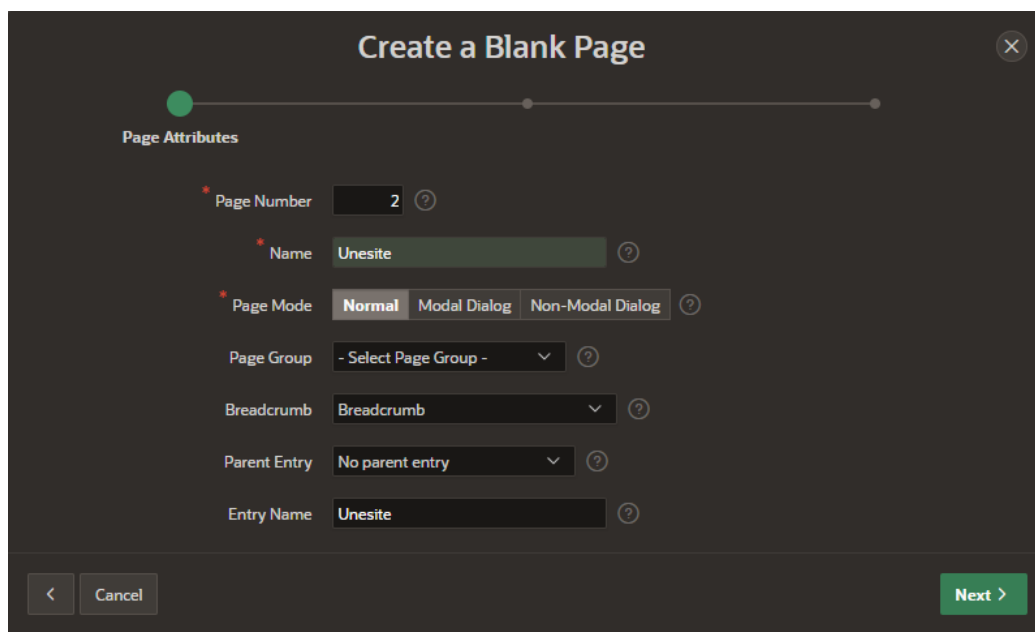 Create a Blank Page
Page Attributes
* Page Number 2 ?
* Name Unesite ?
* Page Mode Normal Modal Dialog Non-Modal Dialog ?
Page Group - Select Page Group - ?
Breadcrumb Breadcrumb ?
Parent Entry No parent entry ?
Entry Name Unesite ?
Cancel Next